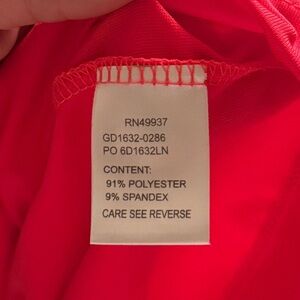 RN49937
GD1632-0286
PO 6D1632LN
CONTENT:
91% POLYESTER
9% SPANDEX
CARE SEE REVERSE